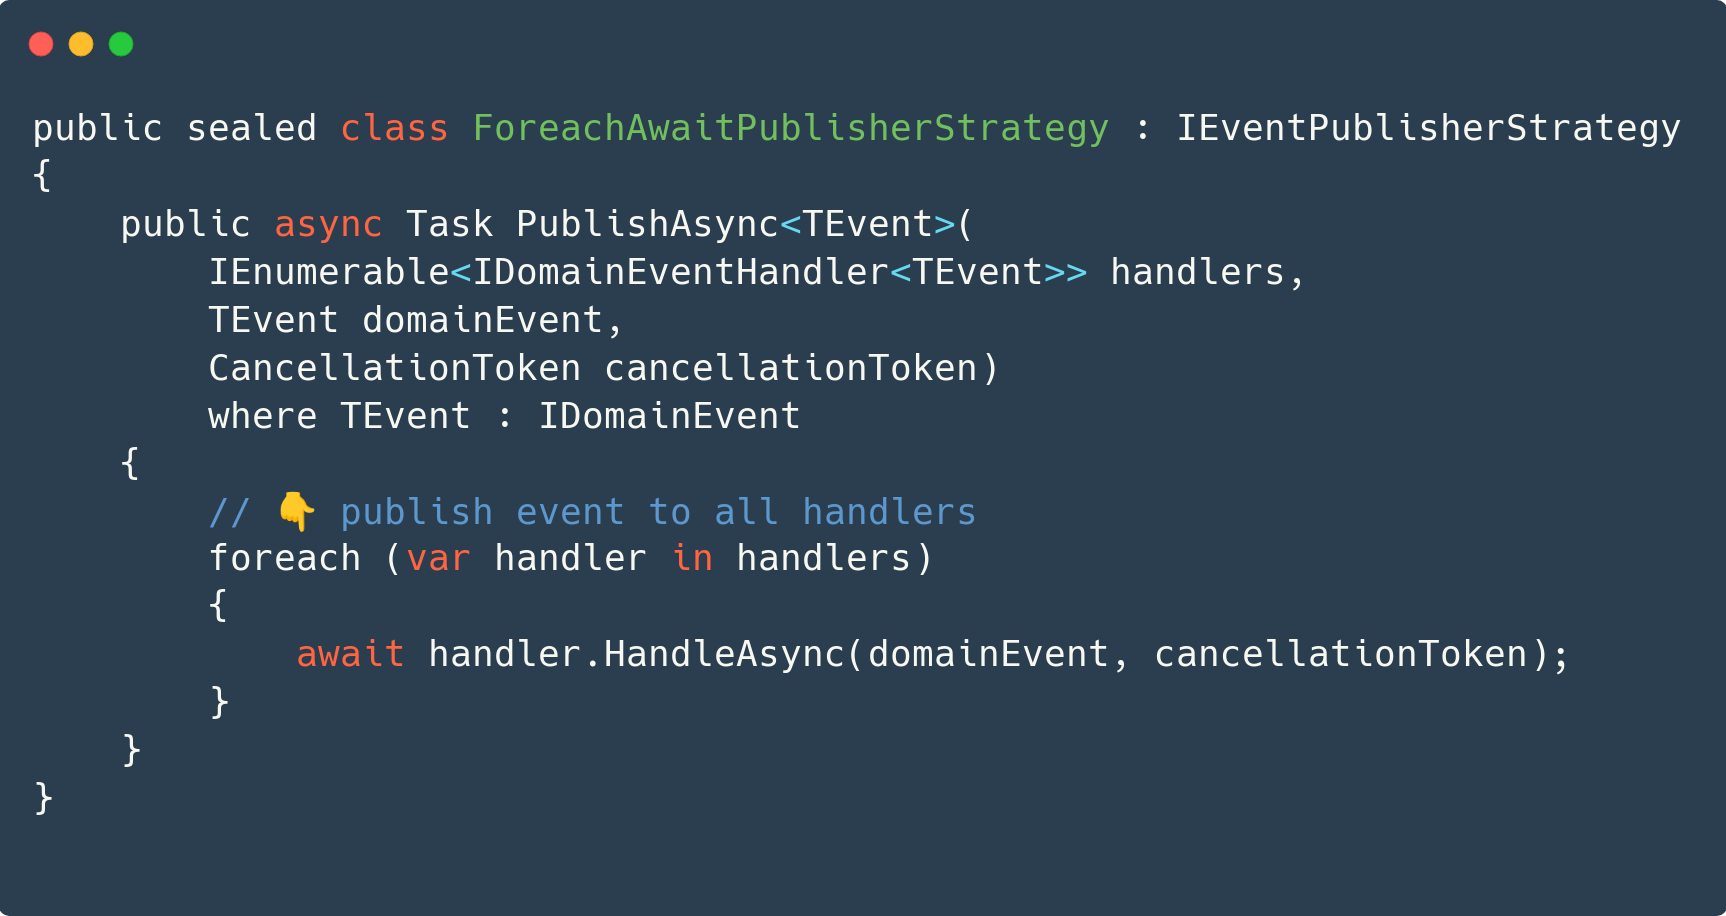 public sealed class ForeachAwaitPublisherStrategy : IEventPublisherStrategy
{
    public async Task PublishAsync<TEvent>(
        IEnumerable<IDomainEventHandler<TEvent>> handlers,
        TEvent domainEvent,
        CancellationToken cancellationToken)
        where TEvent : IDomainEvent
    {
        // 👇 publish event to all handlers
        foreach (var handler in handlers)
        {
            await handler.HandleAsync(domainEvent, cancellationToken);
        }
    }
}